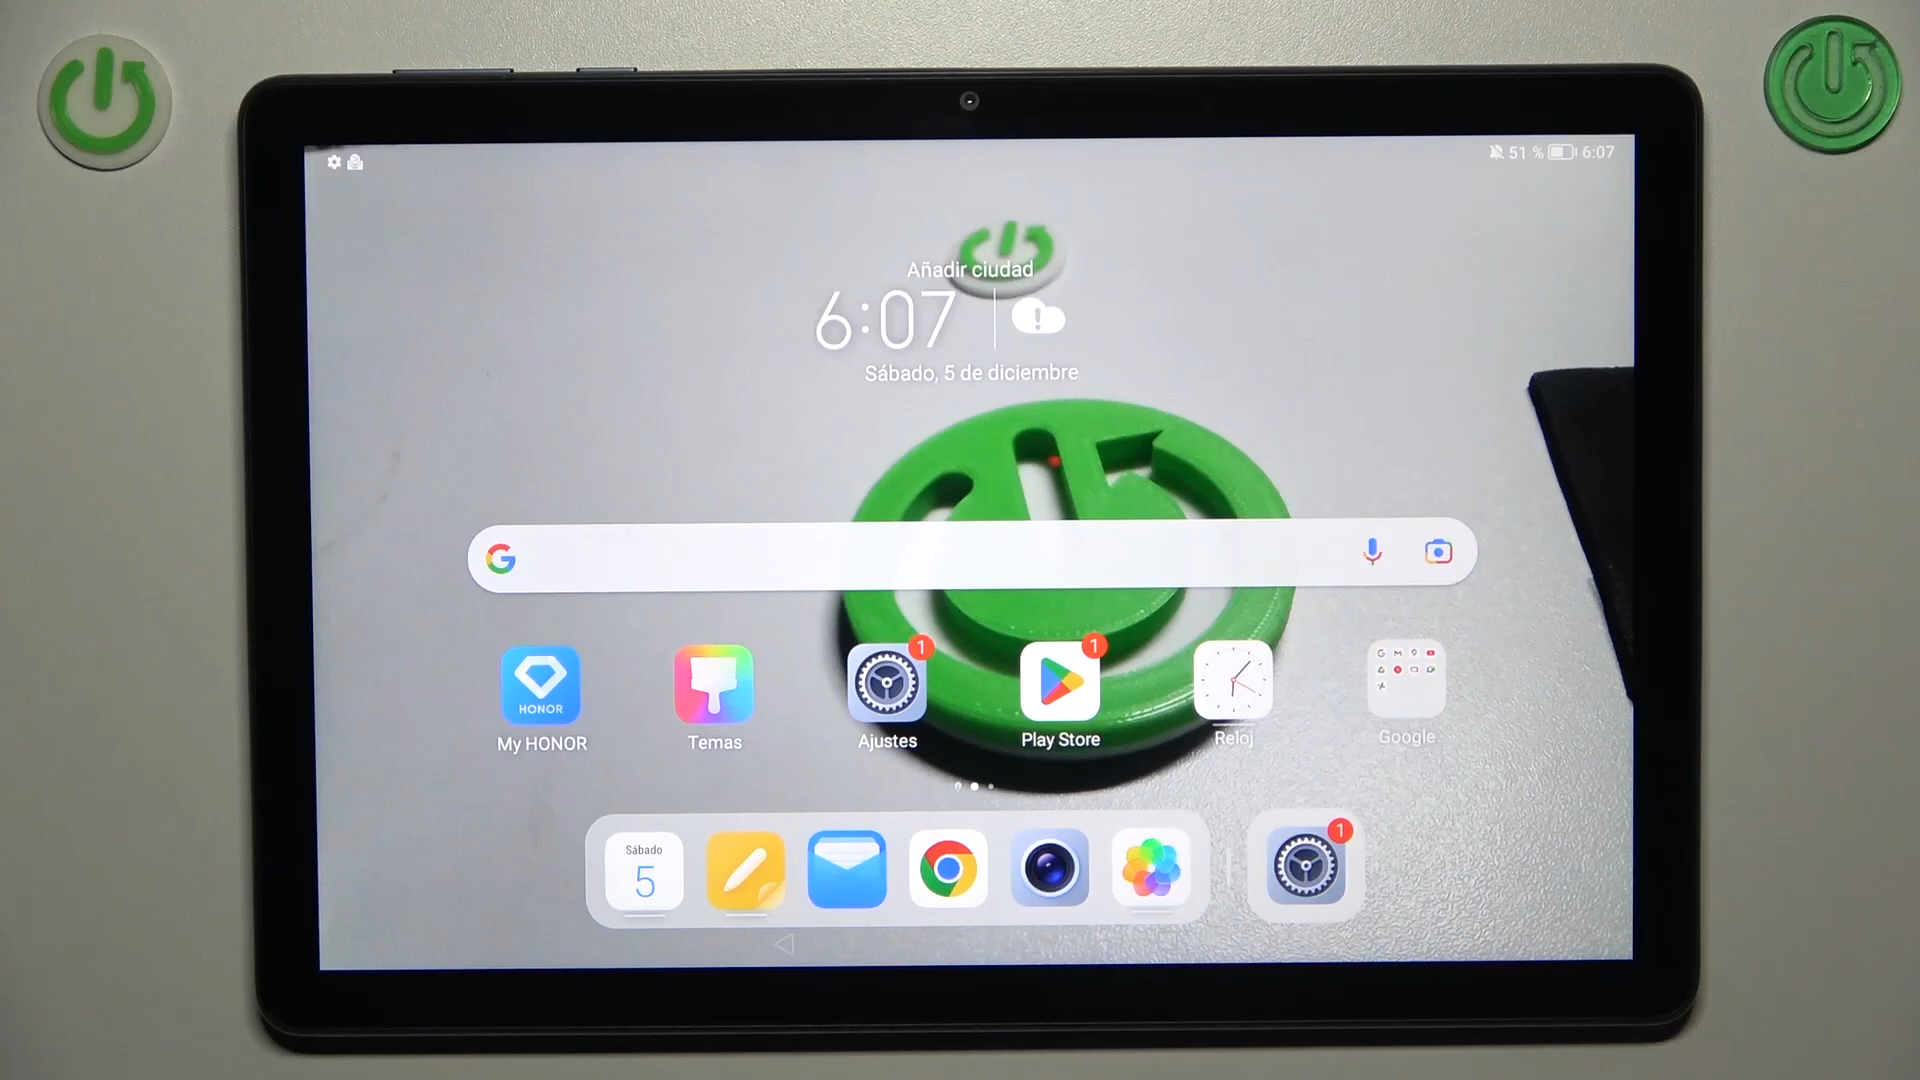 51 % 6:07
Añadir ciudad
6:07
Sábado, 5 de diciembre
G
HONOR
1
1
My HONOR
Temas
Ajustes
Play Store
Reloj
Google
Sábado
5
1